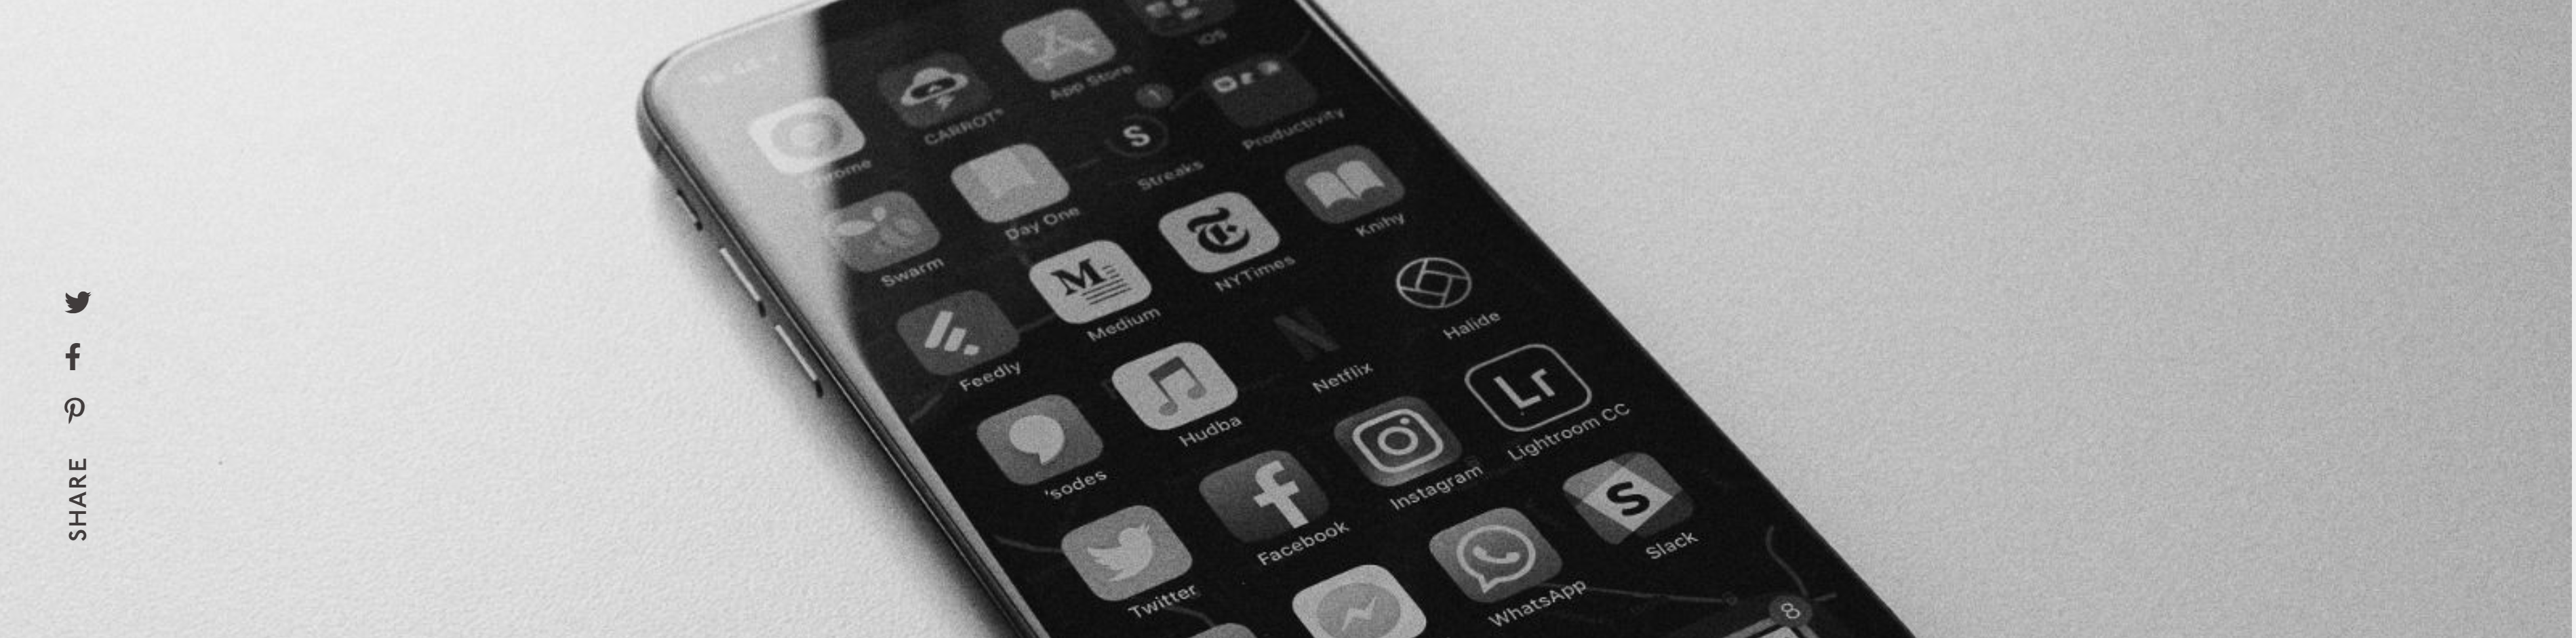 iOS
App Store
CARROT³
Chrome
Productivity
1
S
Streaks
Day One
Swarm
Knihy
NYTimes
M
Medium
Feedly
Halide
N
Netflix
Hudba
'sodes
Lr
Lightroom CC
Instagram
f
Facebook
Twitter
S
Slack
WhatsApp
8
SHARE